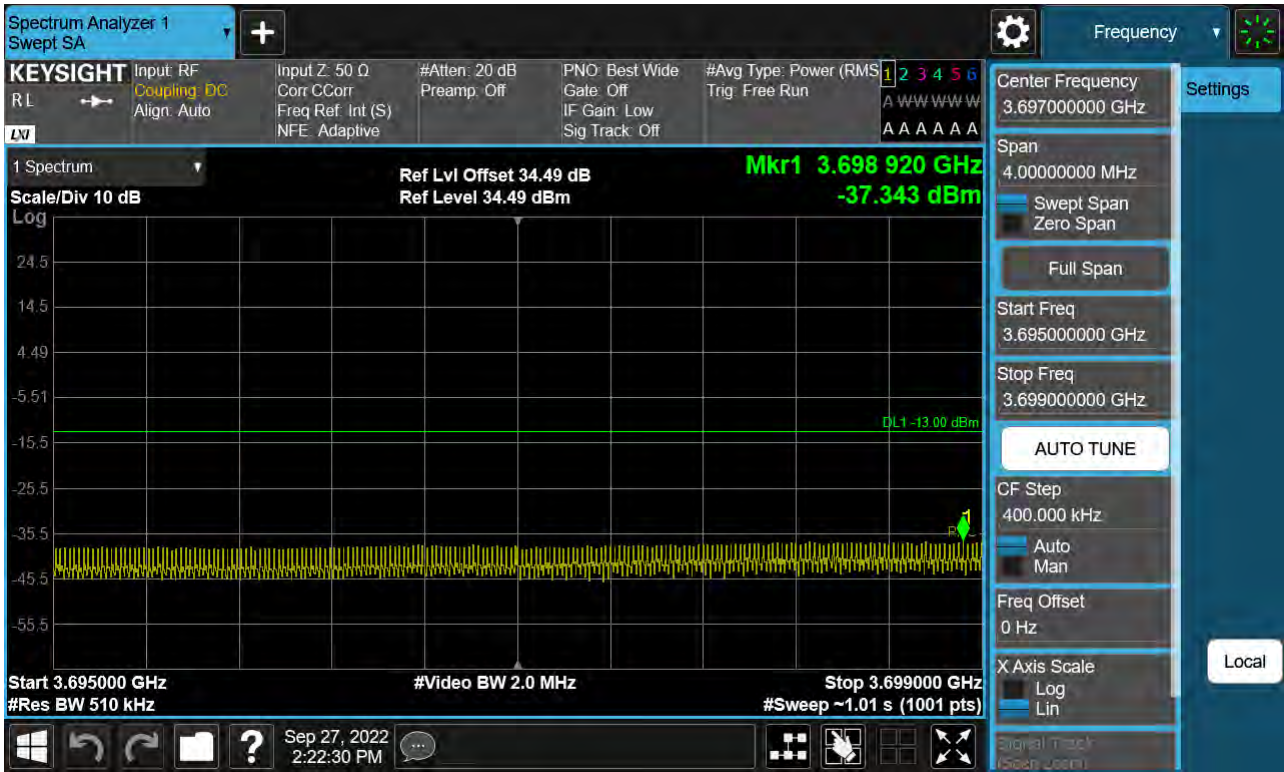 Spectrum Analyzer 1
Swept SA
Frequency
KEYSIGHT
RL
LXI
Input: RF
Coupling: DC
Align: Auto
Input Z: 50 Ω
Corr CCorr
Freq Ref: Int (S)
NFE: Adaptive
#Atten: 20 dB
Preamp: Off
PNO: Best Wide
Gate: Off
IF Gain: Low
Sig Track: Off
#Avg Type: Power (RMS
Trig: Free Run
1 2 3 4 5 6
A W W W W W
A A A A A A
1 Spectrum
Scale/Div 10 dB
Log
Ref Lvl Offset 34.49 dB
Ref Level 34.49 dBm
Mkr1 3.698 920 GHz
-37.343 dBm
24.5
14.5
4.49
-5.51
DL1 -13.00 dBm
-15.5
-25.5
1
-35.5
-45.5
-55.5
Start 3.695000 GHz
#Video BW 2.0 MHz
Stop 3.699000 GHz
#Res BW 510 kHz
#Sweep ~1.01 s (1001 pts)
Sep 27, 2022
2:22:30 PM
Center Frequency
3.697000000 GHz
Settings
Span
4.00000000 MHz
Swept Span
Zero Span
Full Span
Start Freq
3.695000000 GHz
Stop Freq
3.699000000 GHz
AUTO TUNE
CF Step
400.000 kHz
Auto
Man
Freq Offset
0 Hz
X Axis Scale
Log
Lin
Local
Signal Track
(Span Zoom)